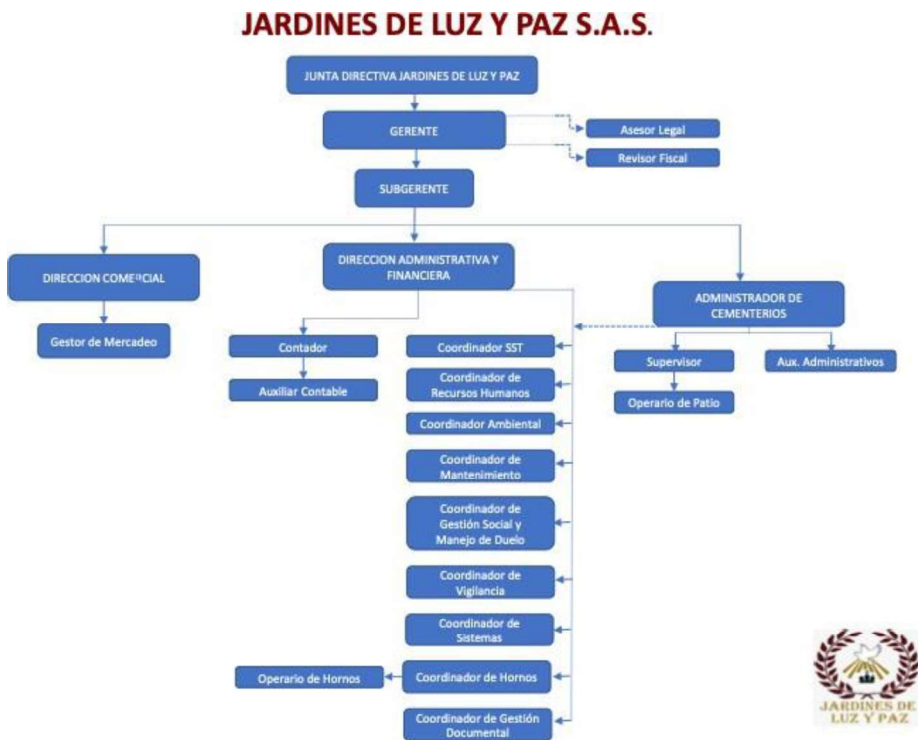 JARDINES DE LUZ Y PAZ S.A.S.
JUNTA DIRECTIVA JARDINES DE LUZ Y PAZ
GERENTE
Asesor Legal
Revisor Fiscal
SUBGERENTE
DIRECCION COMERCIAL
DIRECCION ADMINISTRATIVA Y
FINANCIERA
ADMINISTRADOR DE
CEMENTERIOS
Gestor de Mercadeo
Contador
Auxiliar Contable
Coordinador SST
Coordinador de
Recursos Humanos
Coordinador Ambiental
Coordinador de
Mantenimiento
Coordinador de
Gestión Social y
Manejo de Duelo
Coordinador de
Vigilancia
Coordinador de
Sistemas
Operario de Hornos
Coordinador de Hornos
Coordinador de Gestión
Documental
Supervisor
Aux. Administrativos
Operario de Patio
JARDINES DE
LUZ Y PAZ